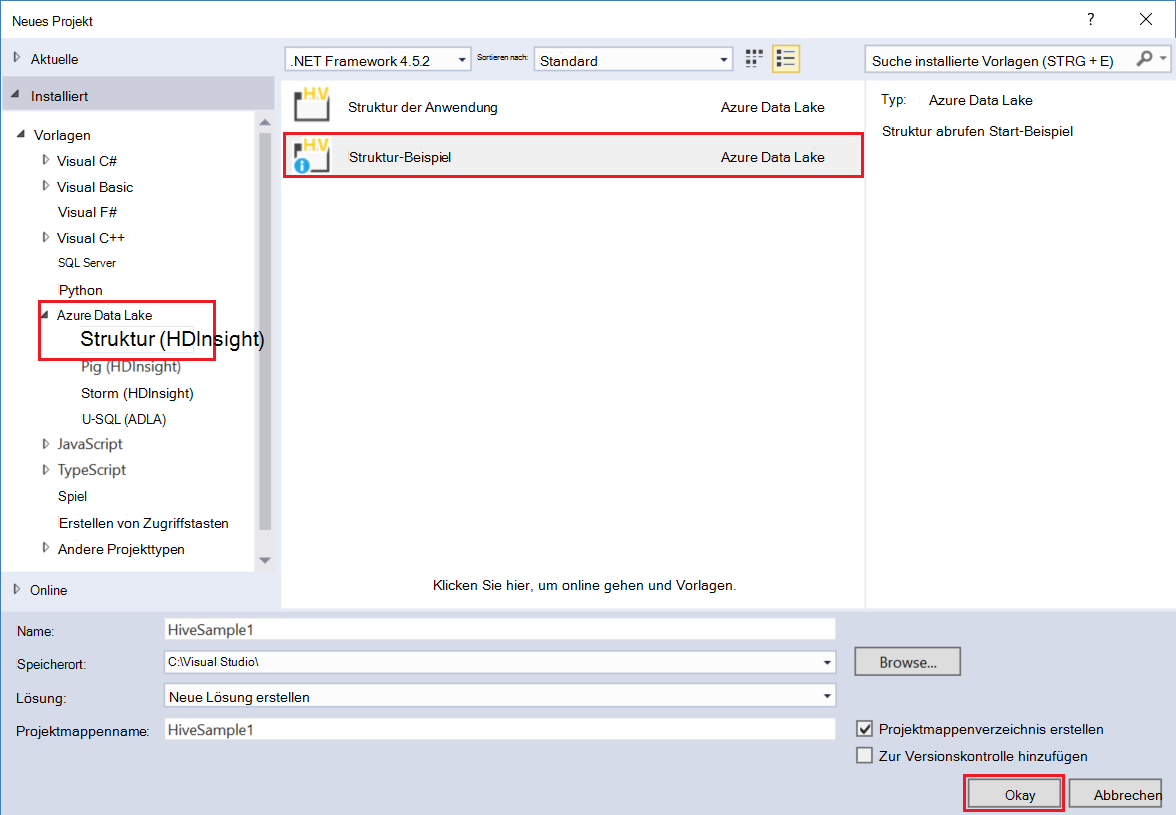 Neues Projekt
?
Aktuelle
.NET Framework 4.5.2
Sortieren nach:
Standard
Suche installierte Vorlagen (STRG + E)
Installiert
Vorlagen
Visual C#
Visual Basic
Visual F#
Visual C++
SQL Server
Python
Azure Data Lake
Struktur (HDInsight)
Pig (HDInsight)
Storm (HDInsight)
U-SQL (ADLA)
JavaScript
TypeScript
Spiel
Erstellen von Zugriffstasten
Andere Projekttypen
Online
H.V
Struktur der Anwendung
Azure Data Lake
H.V
Struktur-Beispiel
Azure Data Lake
Klicken Sie hier, um online gehen und Vorlagen.
Typ: Azure Data Lake
Struktur abrufen Start-Beispiel
Name:
HiveSample1
Speicherort:
C:\Visual Studio\
Browse...
Lösung:
Neue Lösung erstellen
Projektmappenname:
HiveSample1
Projektmappenverzeichnis erstellen
Zur Versionskontrolle hinzufügen
Okay
Abbrechen